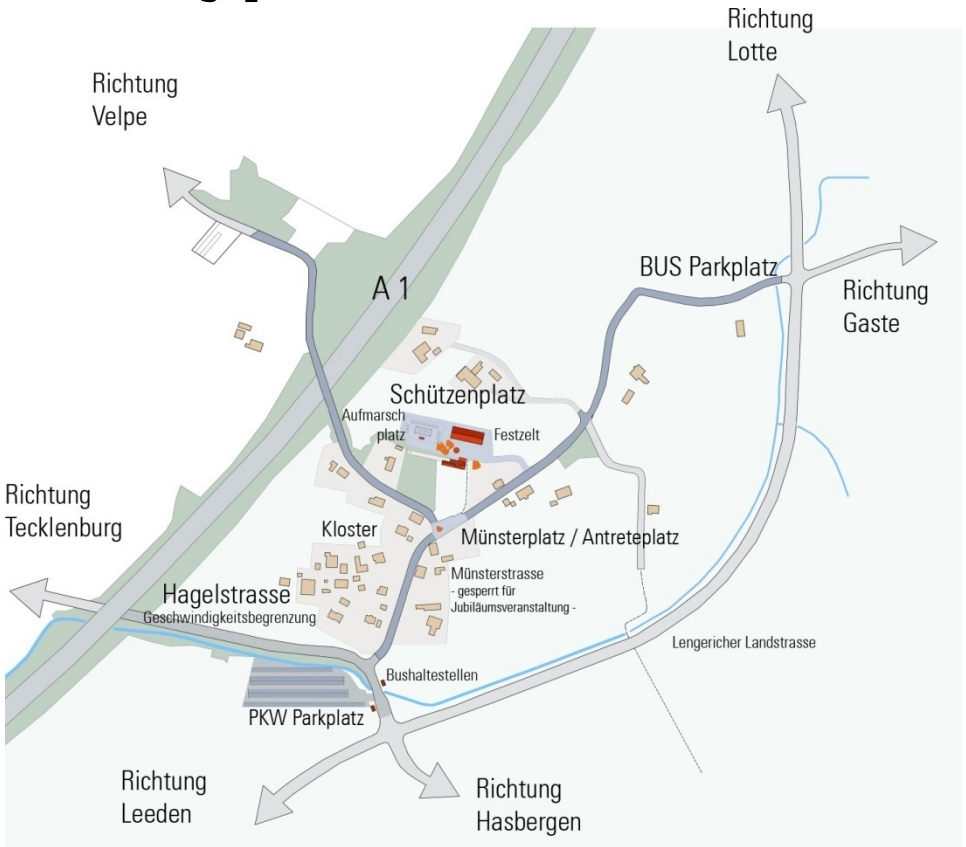 Richtung
Lotte
Richtung
Velpe
A 1
BUS Parkplatz
Richtung
Gaste
Schützenplatz
Aufmarsch
platz
Festzelt
Richtung
Tecklenburg
Kloster
Münsterplatz / Antreteplatz
Münsterstrasse
- gesperrt für
Jubiläumsveranstaltung -
Hagelstrasse
Geschwindigkeitsbegrenzung
Lengericher Landstrasse
Bushaltestellen
PKW Parkplatz
Richtung
Leeden
Richtung
Hasbergen